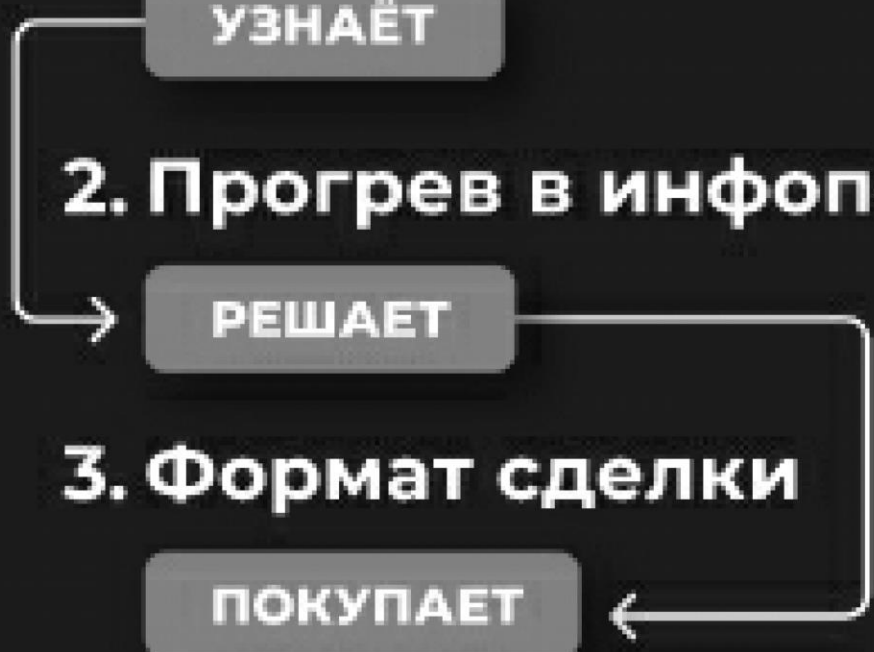 УЗНАЁТ
2. Прогрев в инфоп
РЕШАЕТ
3. Формат сделки
ПОКУПАЕТ